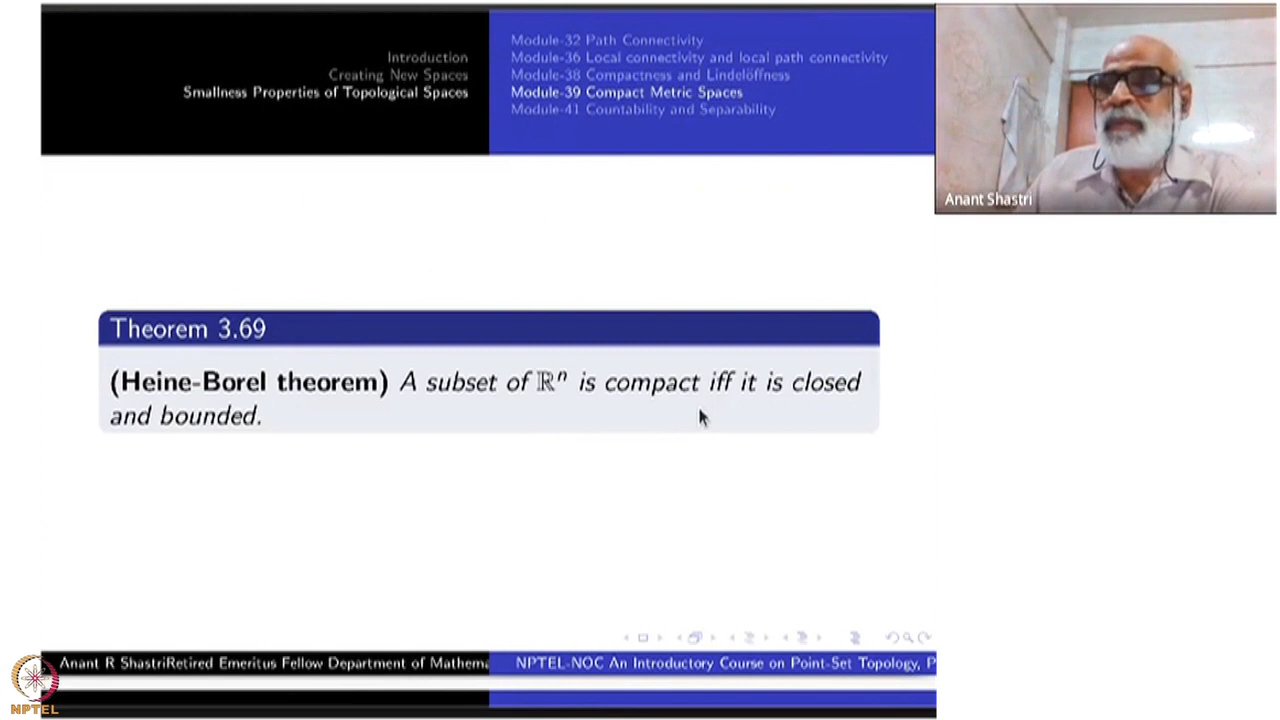 Introduction
Creating New Spaces
Smallness Properties of Topological Spaces
Module-32 Path Connectivity
Module-36 Local connectivity and local path connectivity
Module-38 Compactness and Lindelöffness
Module-39 Compact Metric Spaces
Module-41 Countability and Separability
Anant Shastri
Theorem 3.69
(Heine-Borel theorem) A subset of ℝⁿ is compact iff it is closed
and bounded.
Anant R ShastriRetired Emeritus Fellow Department of Mathema
NPTEL-NOC An Introductory Course on Point-Set Topology, P
NPTEL